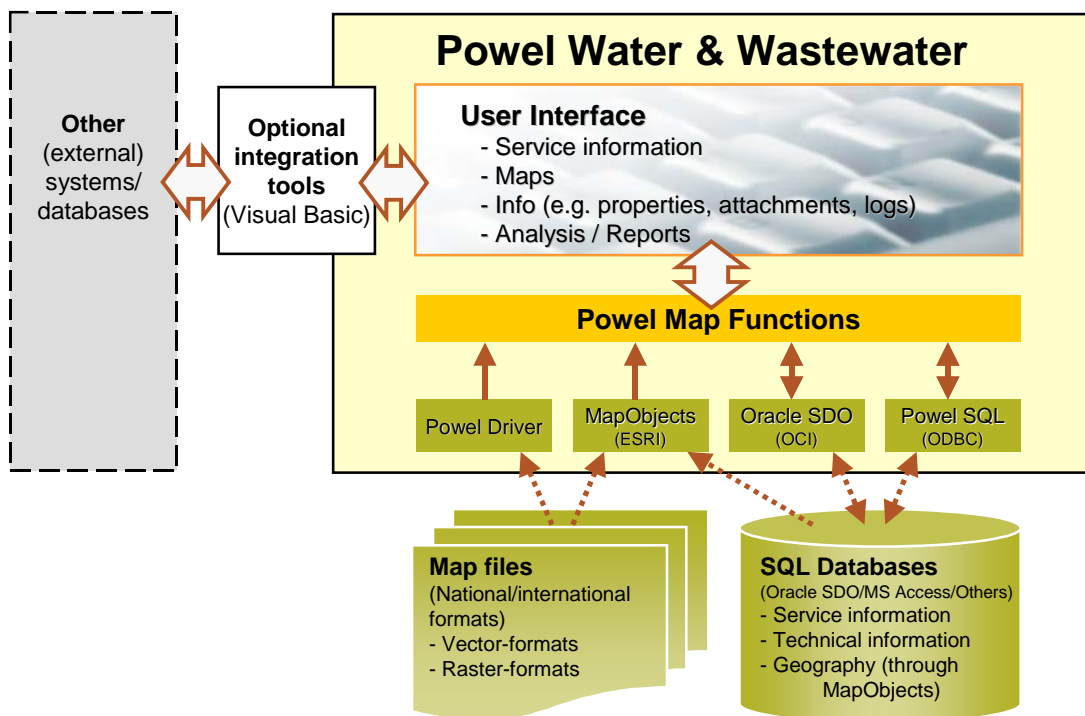 Powel Water & Wastewater
Other
(external)
systems/
databases
Optional
integration
tools
(Visual Basic)
User Interface
- Service information
- Maps
- Info (e.g. properties, attachments, logs)
- Analysis / Reports
Powel Map Functions
Powel Driver
MapObjects
(ESRI)
Oracle SDO
(OCI)
Powel SQL
(ODBC)
Map files
(National/international
formats)
- Vector-formats
- Raster-formats
SQL Databases
(Oracle SDO/MS Access/Others)
- Service information
- Technical information
- Geography (through
MapObjects)